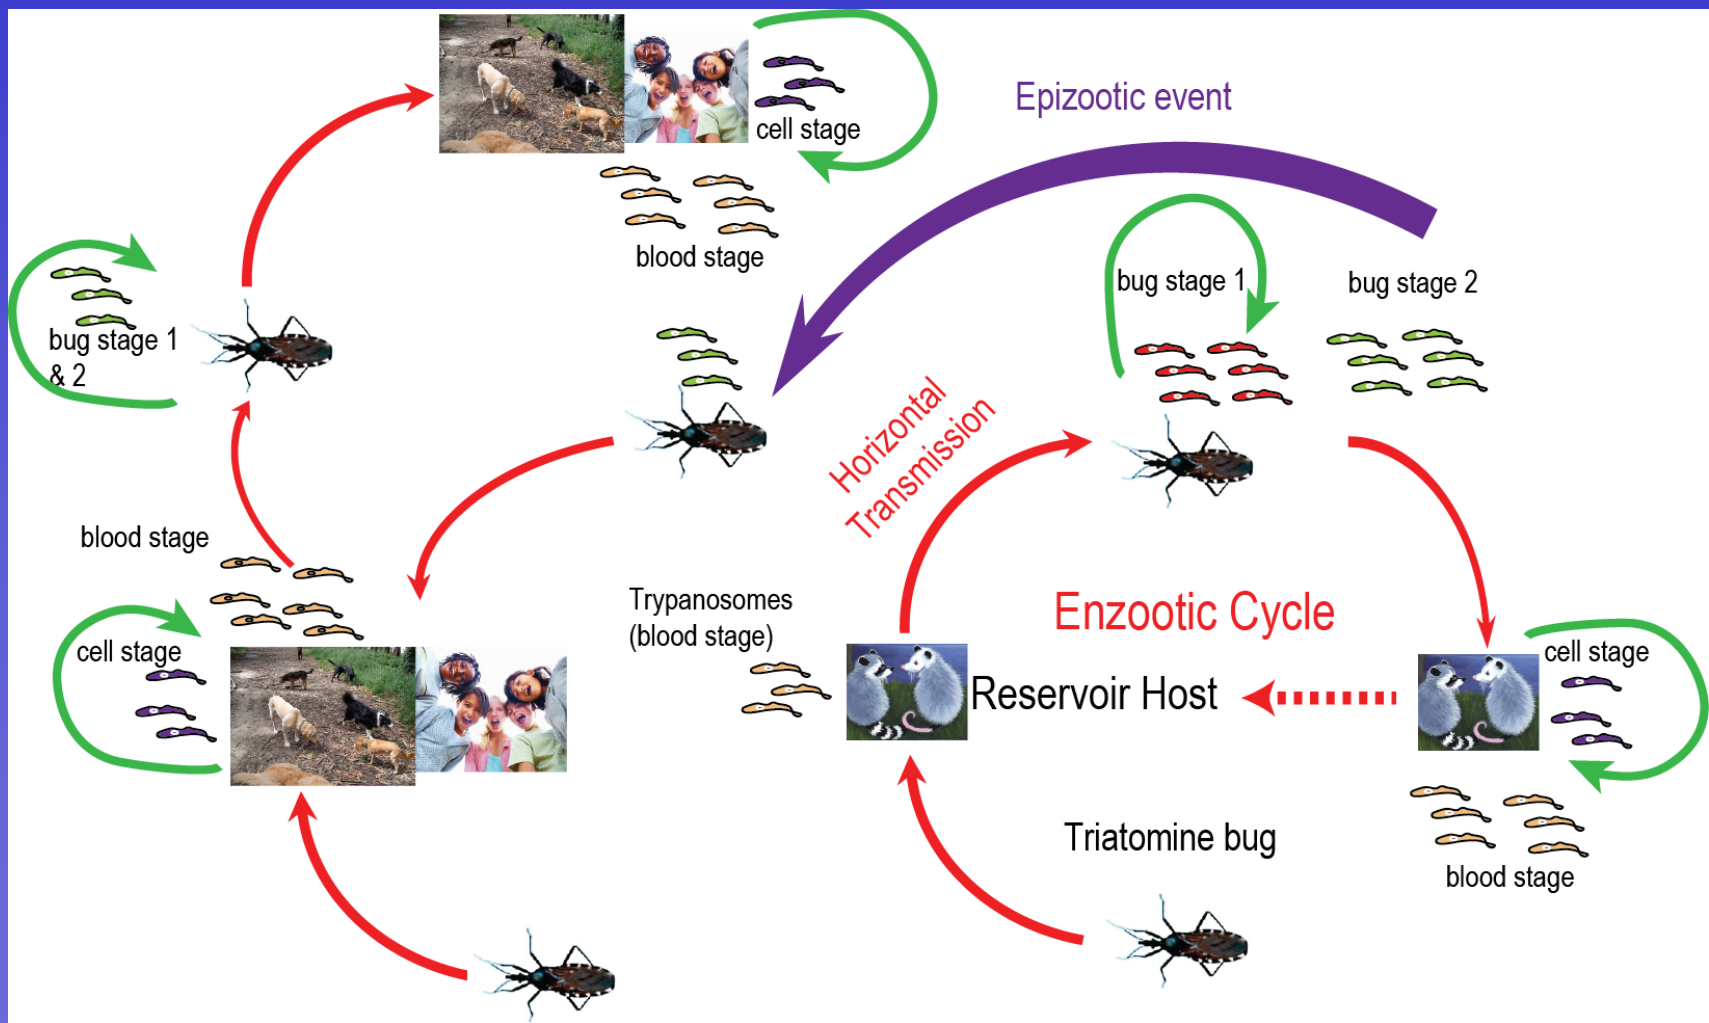 cell stage
blood stage
Epizootic event
bug stage 1
& 2
bug stage 1
bug stage 2
Horizontal
Transmission
blood stage
cell stage
Trypanosomes
(blood stage)
Enzootic Cycle
Reservoir Host
cell stage
blood stage
Triatomine bug